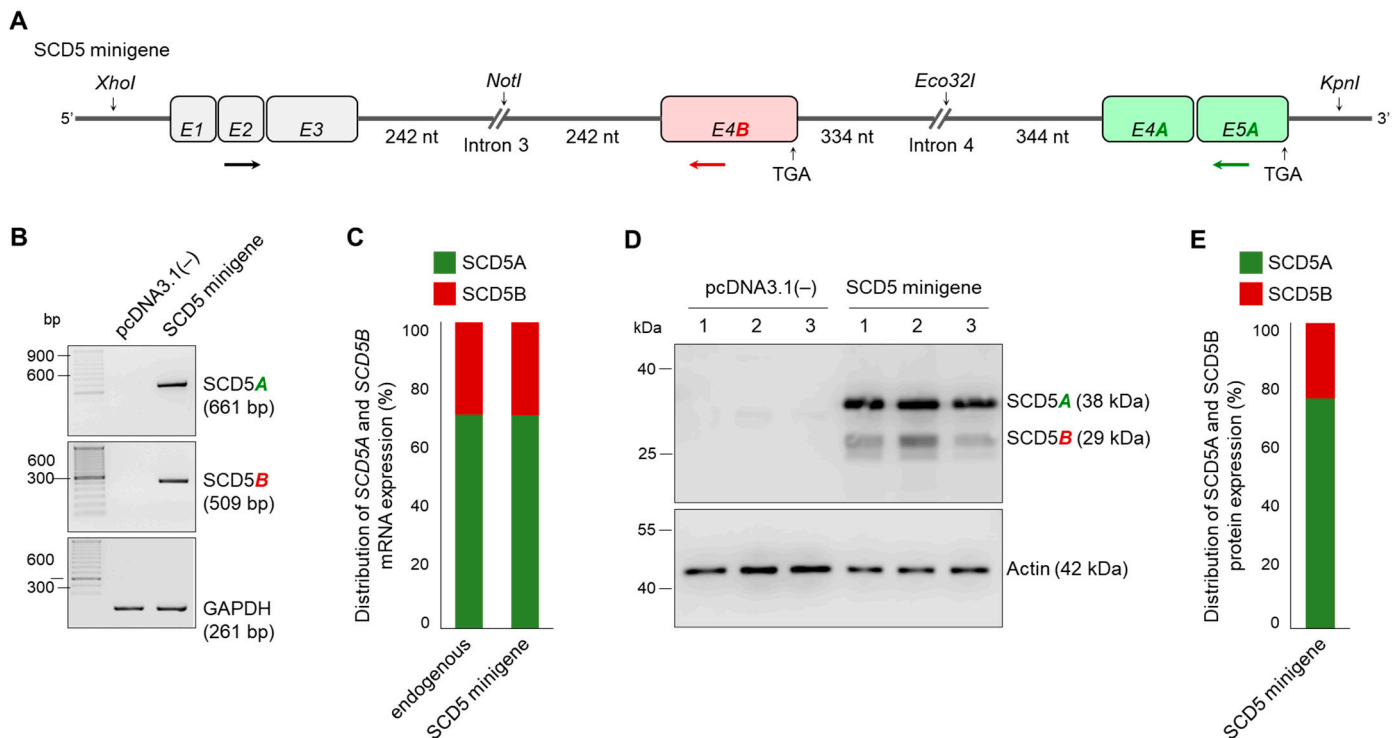 A
SCD5 minigene
XhoI
NotI
Eco32I
KpnI
5'
E1
E2
E3
242 nt
Intron 3
242 nt
E4B
334 nt
Intron 4
344 nt
E4A
E5A
3'
TGA
TGA
B
pcDNA3.1(–)
SCD5 minigene
bp
900
600
SCD5A
(661 bp)
600
300
SCD5B
(509 bp)
600
300
GAPDH
(261 bp)
C
SCD5A
SCD5B
Distribution of SCD5A and SCD5B
mRNA expression (%)
100
80
60
40
20
0
endogenous
SCD5 minigene
D
pcDNA3.1(–)
SCD5 minigene
kDa
1 2 3 1 2 3
40
SCD5A (38 kDa)
SCD5B (29 kDa)
25
55
Actin (42 kDa)
40
E
SCD5A
SCD5B
Distribution of SCD5A and SCD5B
protein expression (%)
100
80
60
40
20
0
SCD5 minigene